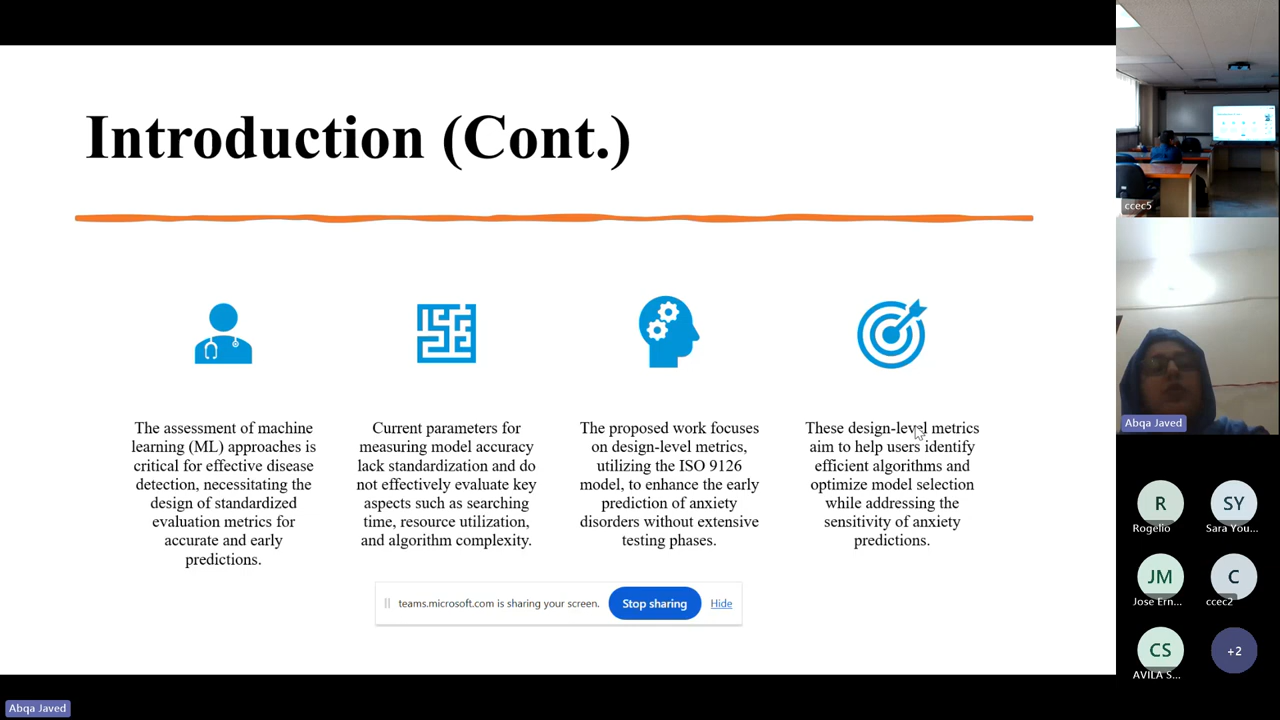 Introduction (Cont.)
The assessment of machine
learning (ML) approaches is
critical for effective disease
detection, necessitating the
design of standardized
evaluation metrics for
accurate and early
predictions.
Current parameters for
measuring model accuracy
lack standardization and do
not effectively evaluate key
aspects such as searching
time, resource utilization,
and algorithm complexity.
The proposed work focuses
on design-level metrics,
utilizing the ISO 9126
model, to enhance the early
prediction of anxiety
disorders without extensive
testing phases.
These design-level metrics
aim to help users identify
efficient algorithms and
optimize model selection
while addressing the
sensitivity of anxiety
predictions.
teams.microsoft.com is sharing your screen.
Stop sharing
Hide
ccec5
Abqa Javed
R
Rogelio
SY
Sara You...
JM
Jose Ern...
C
ccec2
CS
AVILA S...
+2
Abqa Javed